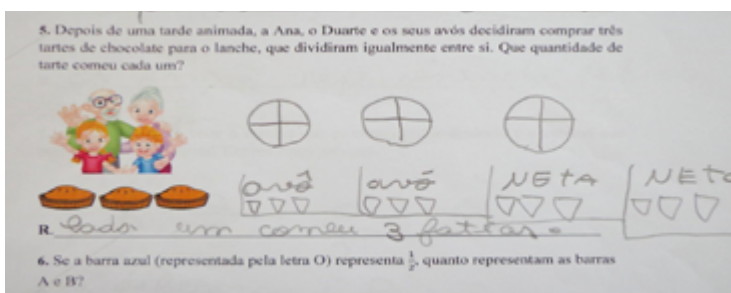 5. Depois de uma tarde animada, a Ana, o Duarte e os seus avós decidiram comprar três
tartes de chocolate para o lanche, que dividiram igualmente entre si. Que quantidade de
tarte comeu cada um?
avô avó NETA NETO
R. Cada um comeu 3 fatias.
6. Se a barra azul (representada pela letra O) representa 1/2, quanto representam as barras
A e B?